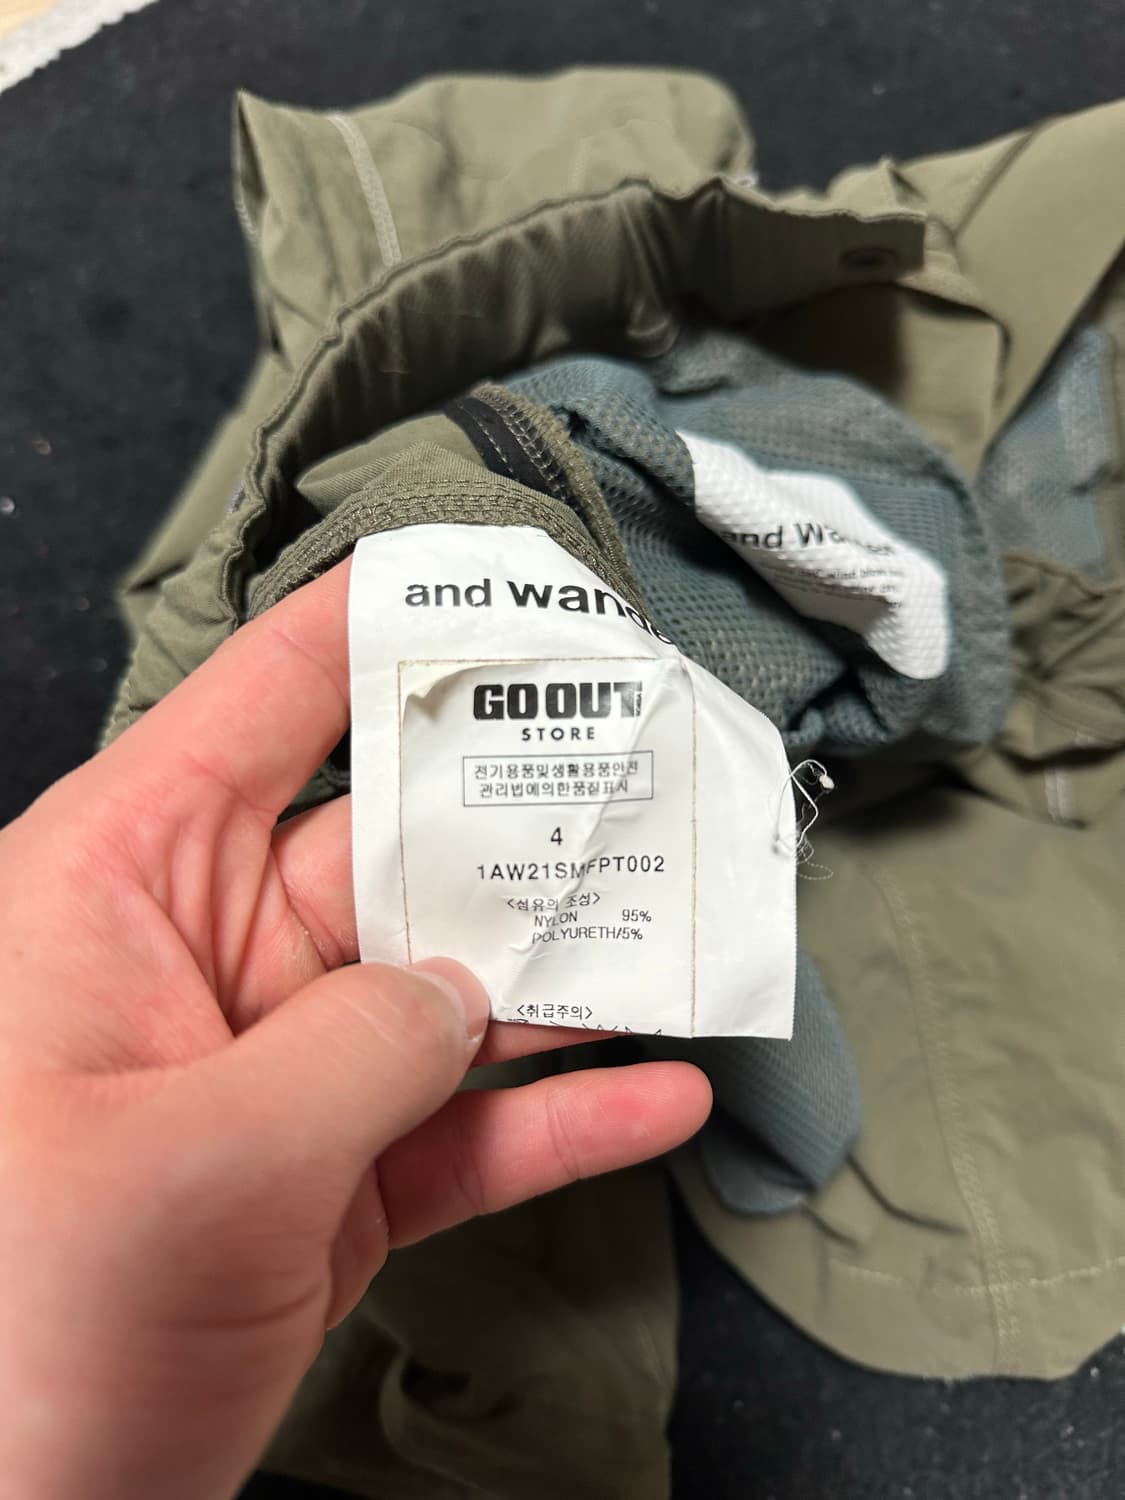 and wande
GO OUT
STORE
전기용품및생활용품안전
관리법에의한품질표시
4
1AW21SMFPT002
<섬유의 조성>
NYLON 95%
POLYURETH/5%
<취급주의>
and Wander